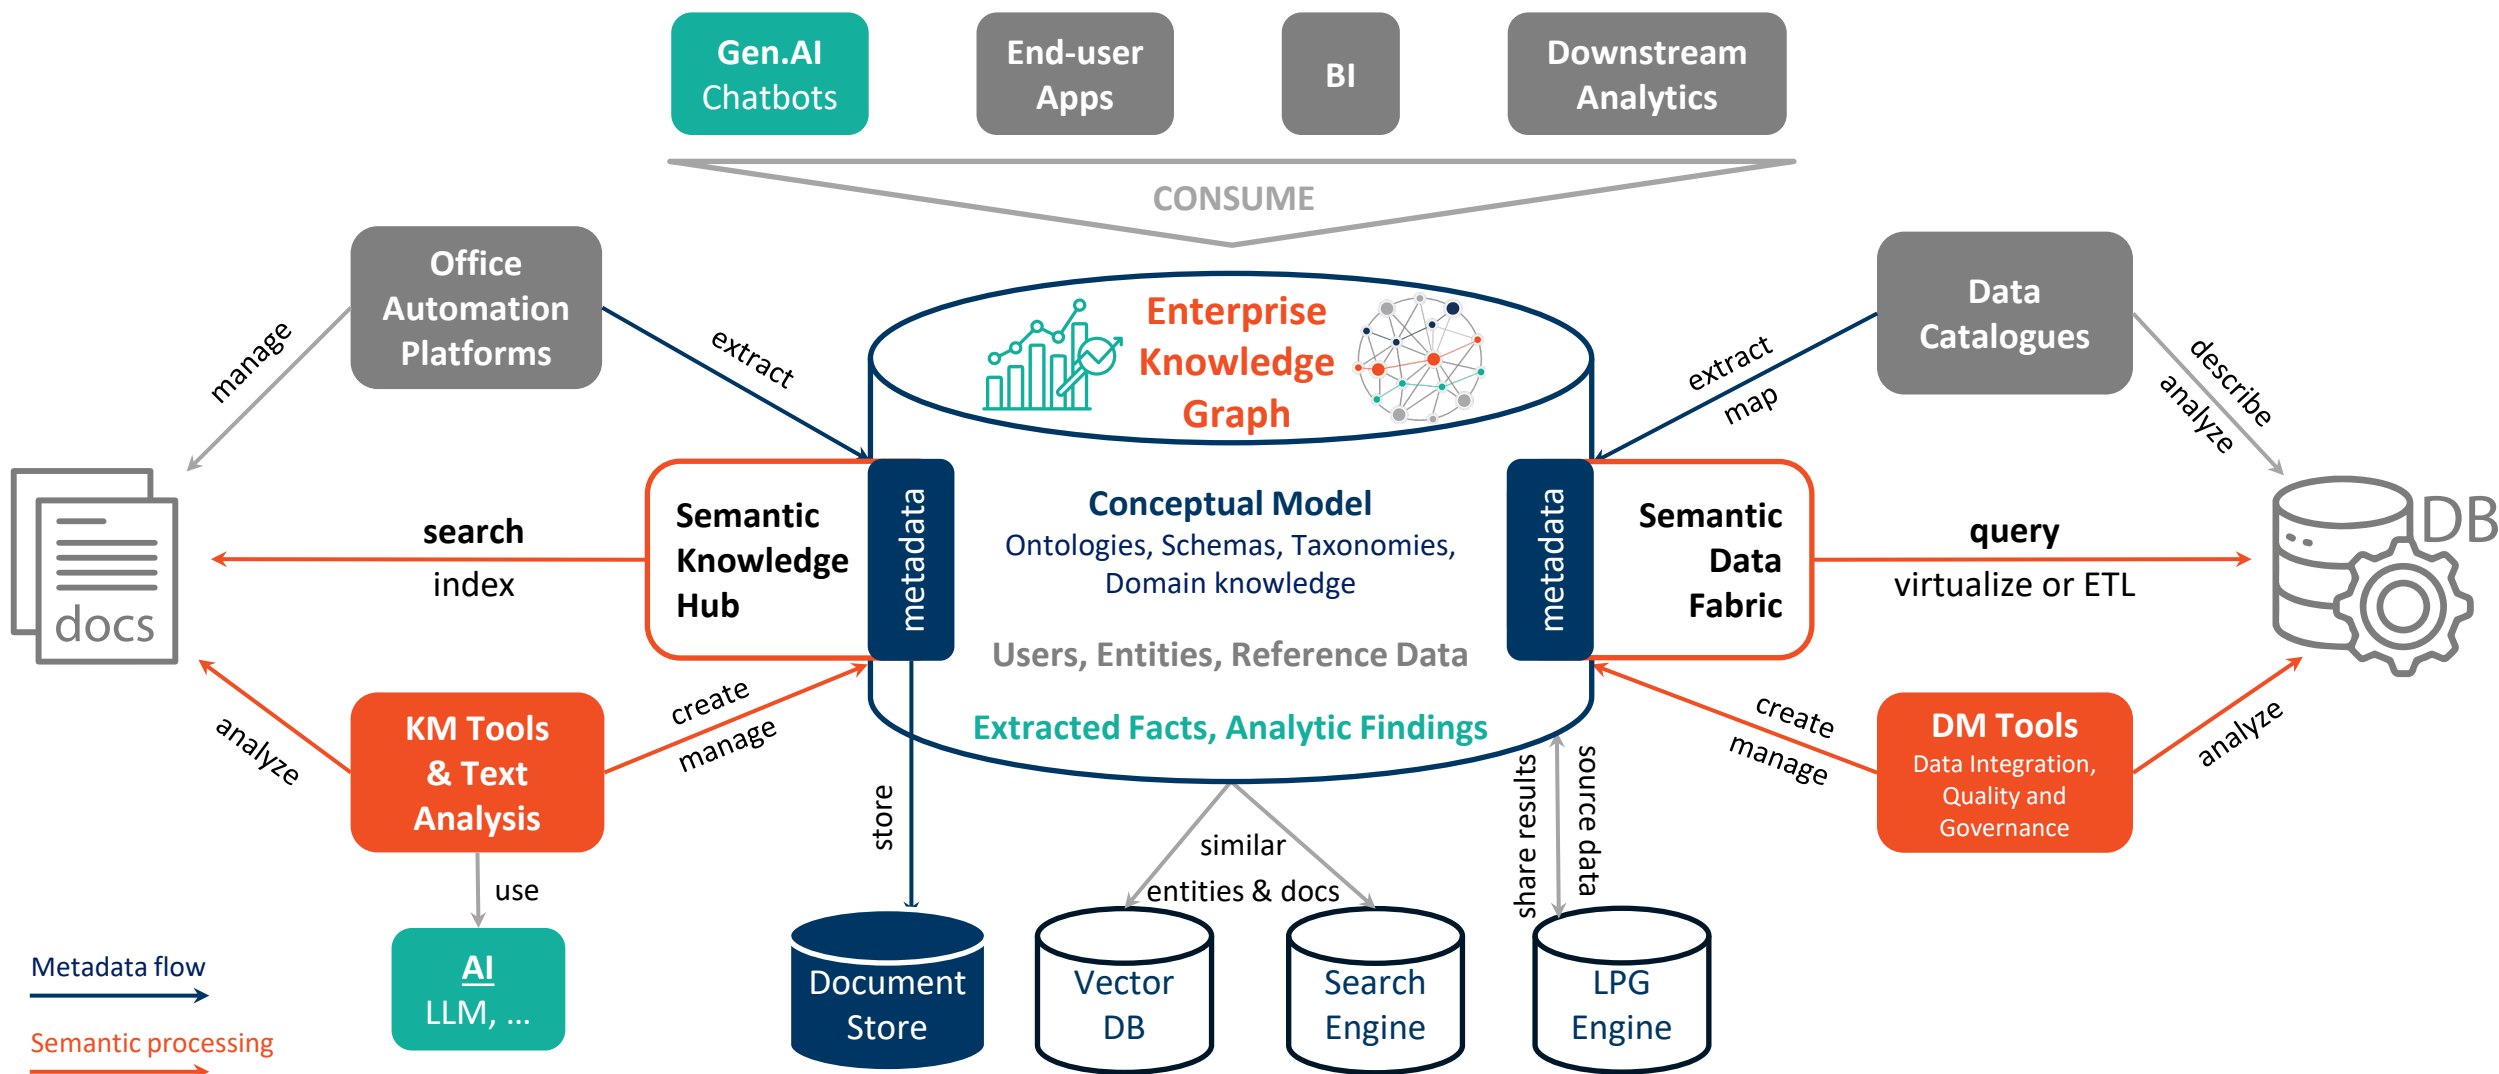 Gen.AI
Chatbots
End-user
Apps
BI
Downstream
Analytics
CONSUME
Office
Automation
Platforms
Data
Catalogues
Enterprise
Knowledge
Graph
manage
extract
extract
map
describe
analyze
docs
search
index
Semantic
Knowledge
Hub
metadata
Conceptual Model
Ontologies, Schemas, Taxonomies,
Domain knowledge
Users, Entities, Reference Data
Extracted Facts, Analytic Findings
metadata
Semantic
Data
Fabric
query
virtualize or ETL
DB
analyze
KM Tools
& Text
Analysis
create
manage
store
similar
entities & docs
share results
source data
create
manage
DM Tools
Data Integration,
Quality and
Governance
analyze
use
AI
LLM, ...
Document
Store
Vector
DB
Search
Engine
LPG
Engine
Metadata flow
Semantic processing